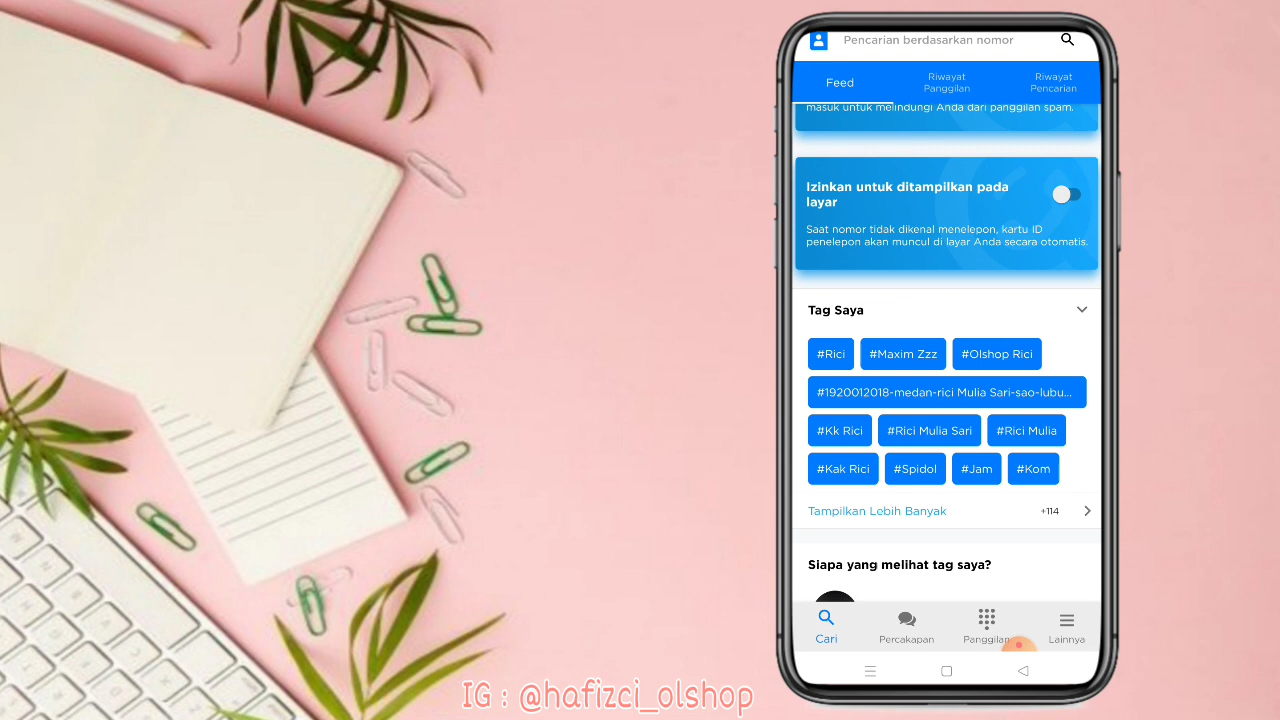 Pencarian berdasarkan nomor
Feed
Riwayat
Panggilan
Riwayat
Pencarian
masuk untuk melindungi Anda dari panggilan spam.
Izinkan untuk ditampilkan pada
layar
Saat nomor tidak dikenal menelepon, kartu ID
penelepon akan muncul di layar Anda secara otomatis.
Tag Saya
#Rici #Maxim Zzz #Olshop Rici
#1920012018-medan-rici Mulia Sari-sao-lubu...
#Kk Rici #Rici Mulia Sari #Rici Mulia
#Kak Rici #Spidol #Jam #Kom
Tampilkan Lebih Banyak +114
Siapa yang melihat tag saya?
Cari Percakapan Panggilan Lainnya
IG : @hafizci_olshop